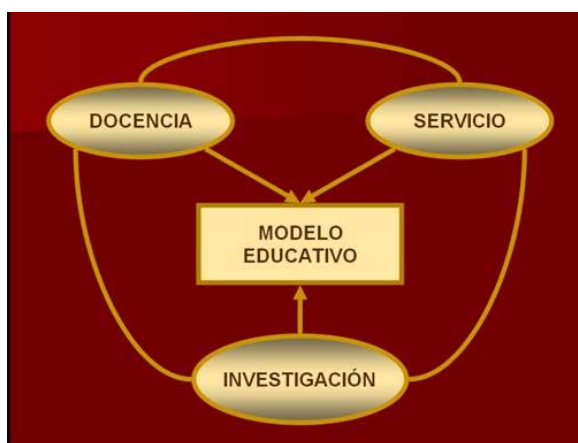 DOCENCIA
SERVICIO
MODELO
EDUCATIVO
INVESTIGACIÓN